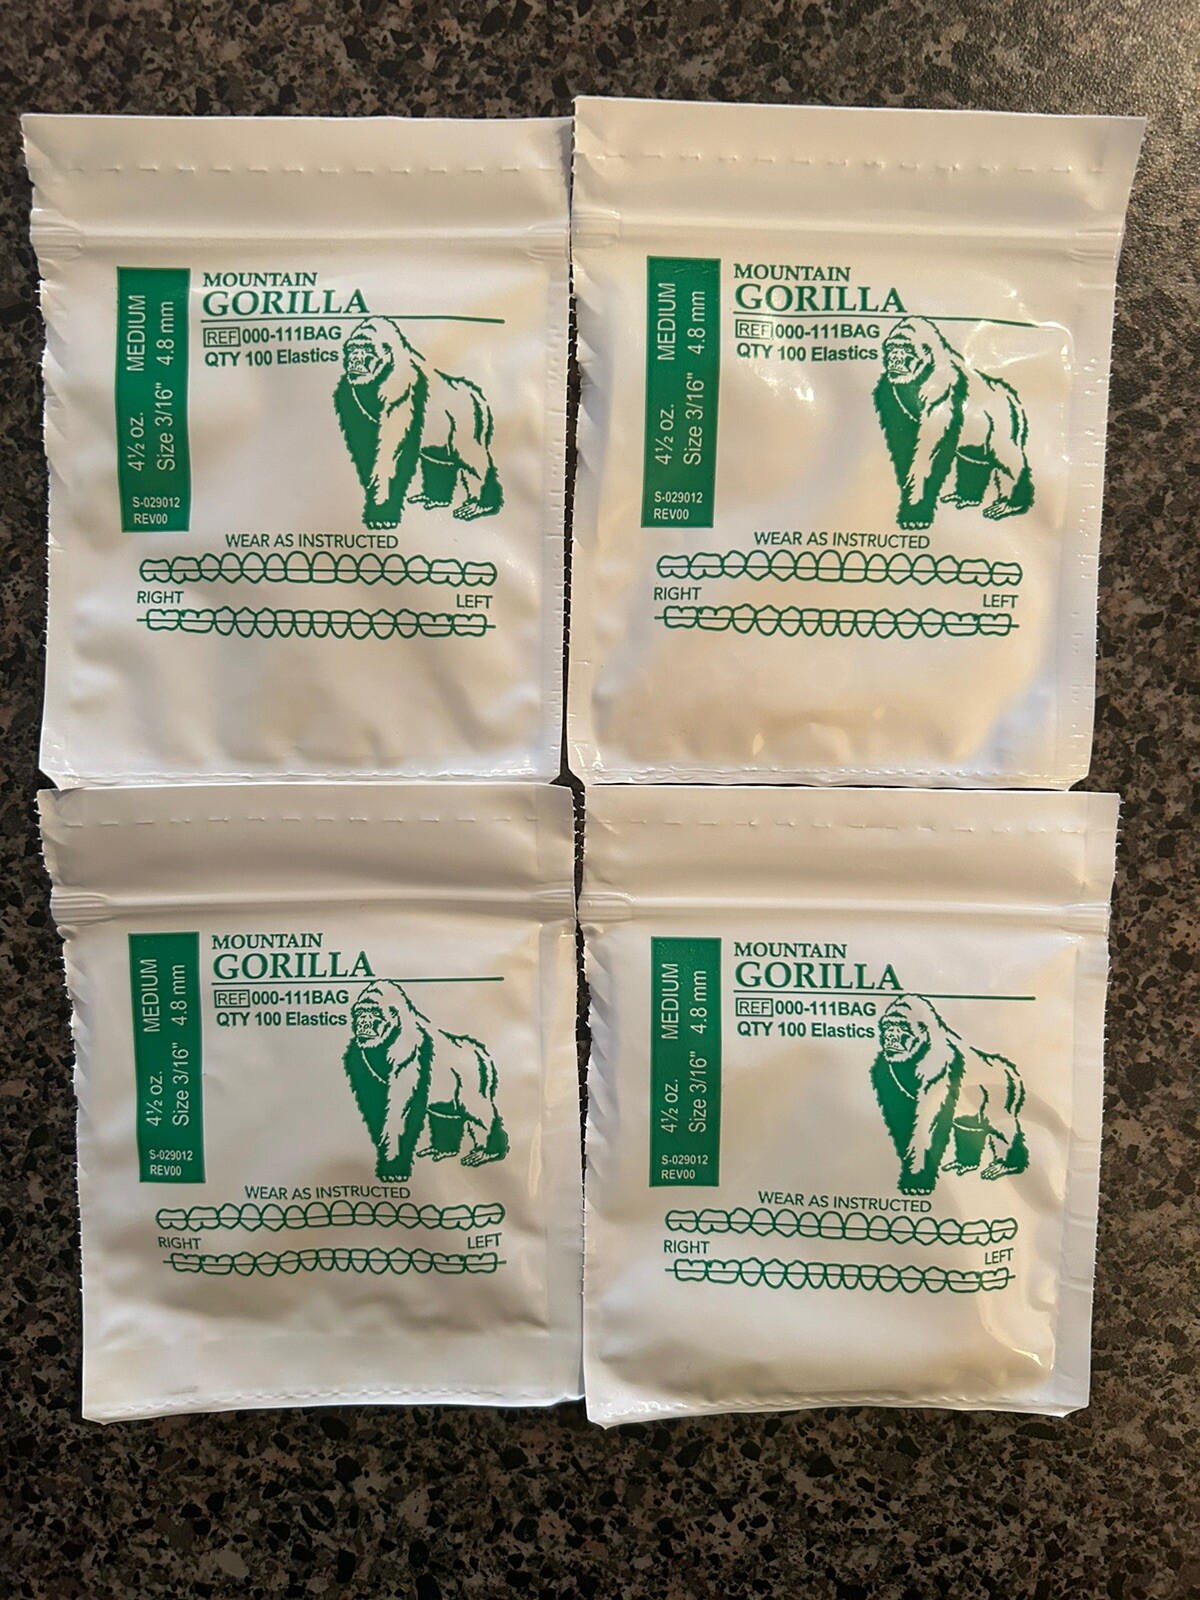 MOUNTAIN
GORILLA
REF 000-111BAG
QTY 100 Elastics
4½ oz. MEDIUM
Size 3/16" 4.8 mm
S-029012
REV00
WEAR AS INSTRUCTED
RIGHT
LEFT
MOUNTAIN
GORILLA
REF 000-111BAG
QTY 100 Elastics
4½ oz. MEDIUM
Size 3/16" 4.8 mm
S-029012
REV00
WEAR AS INSTRUCTED
RIGHT
LEFT
MOUNTAIN
GORILLA
REF 000-111BAG
QTY 100 Elastics
4½ oz. MEDIUM
Size 3/16" 4.8 mm
S-029012
REV00
WEAR AS INSTRUCTED
RIGHT
LEFT
MOUNTAIN
GORILLA
REF 000-111BAG
QTY 100 Elastics
4½ oz. MEDIUM
Size 3/16" 4.8 mm
S-029012
REV00
WEAR AS INSTRUCTED
RIGHT
LEFT